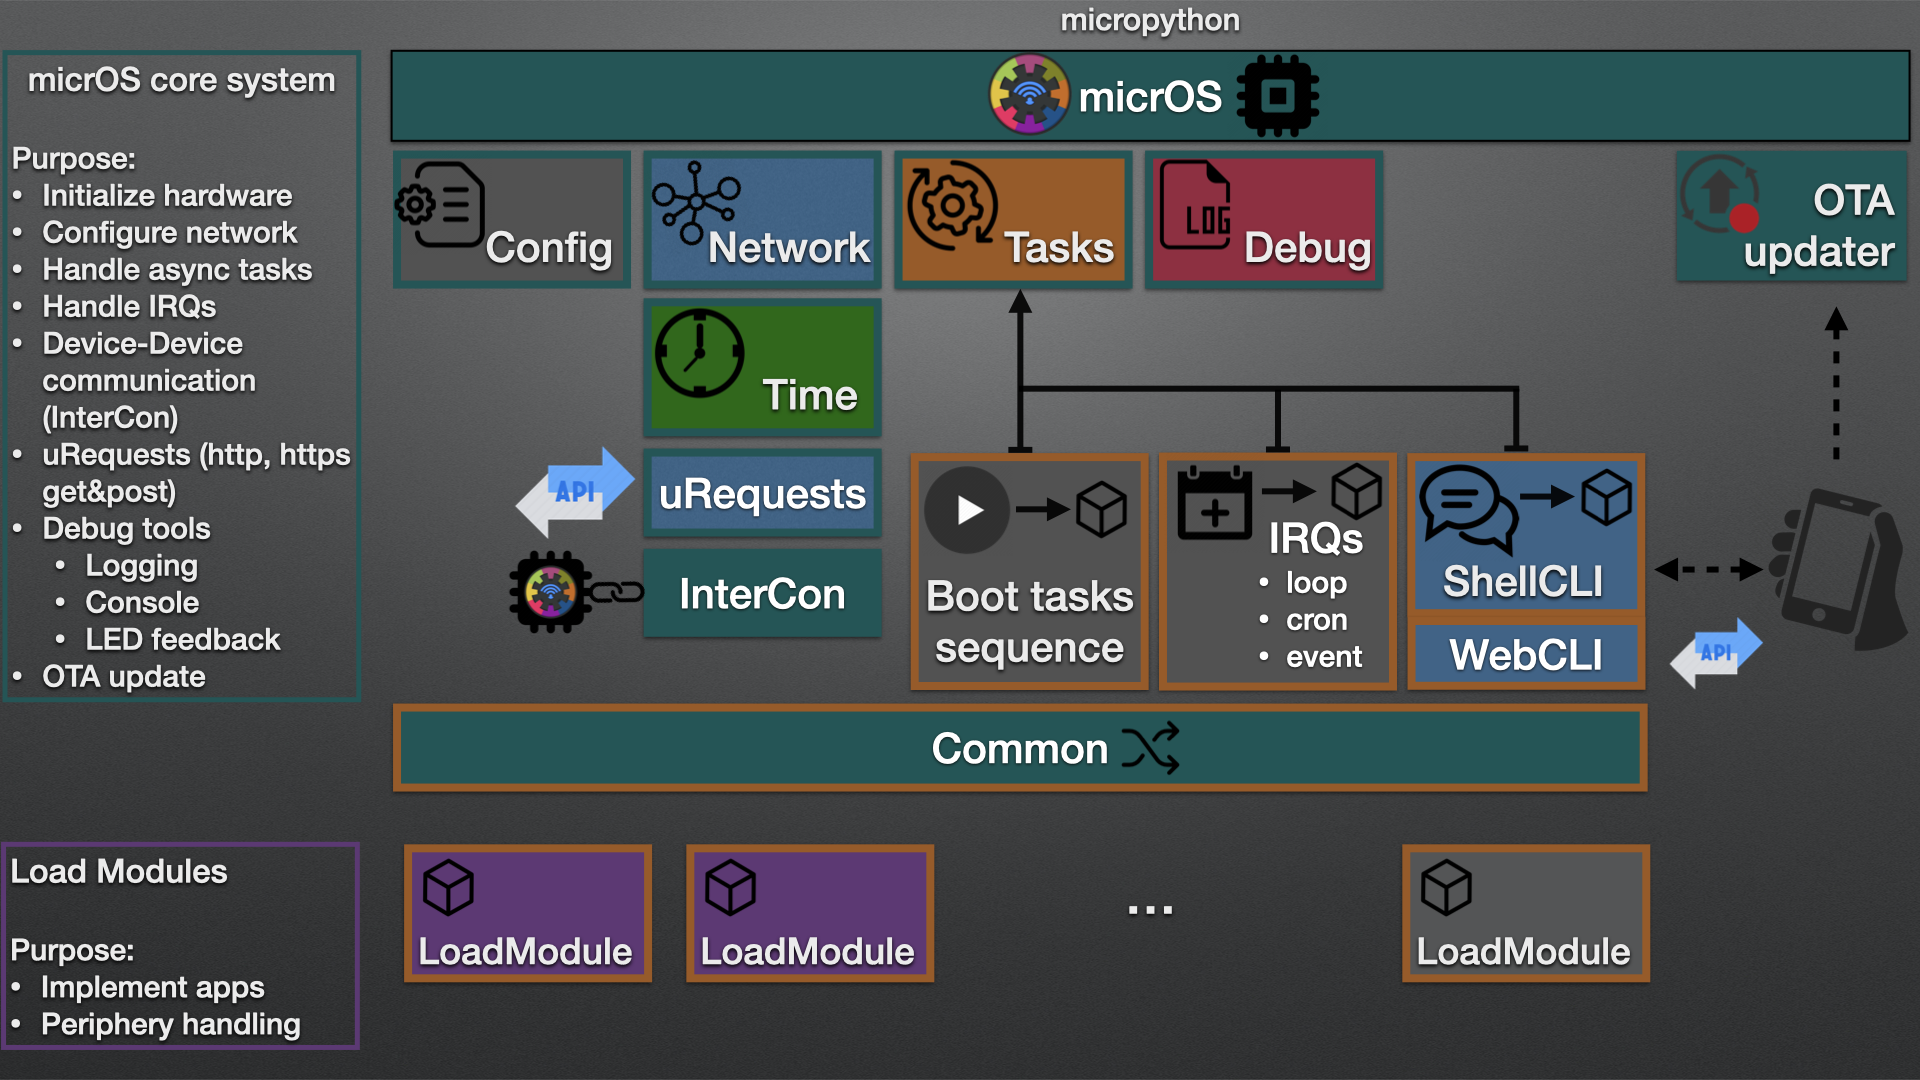 micropython
micrOS core system
Purpose:
• Initialize hardware
• Configure network
• Handle async tasks
• Handle IRQs
• Device-Device
communication
(InterCon)
• uRequests (http, https
get&post)
• Debug tools
• Logging
• Console
• LED feedback
• OTA update
micrOS
Config
Network
Tasks
LOG
Debug
OTA
updater
Time
API
uRequests
InterCon
Boot tasks
sequence
IRQs
• loop
• cron
• event
ShellCLI
WebCLI
API
Common
Load Modules
Purpose:
• Implement apps
• Periphery handling
LoadModule
LoadModule
...
LoadModule